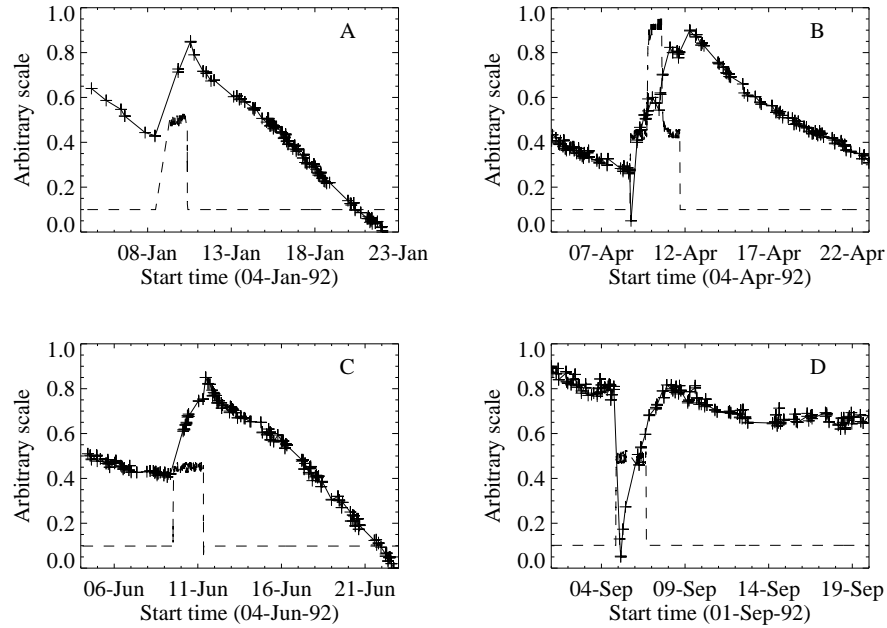 A
1.0
0.8
0.6
0.4
0.2
0.0
Arbitrary scale
08-Jan 13-Jan 18-Jan 23-Jan
Start time (04-Jan-92)
B
1.0
0.8
0.6
0.4
0.2
0.0
Arbitrary scale
07-Apr 12-Apr 17-Apr 22-Apr
Start time (04-Apr-92)
C
1.0
0.8
0.6
0.4
0.2
0.0
Arbitrary scale
06-Jun 11-Jun 16-Jun 21-Jun
Start time (04-Jun-92)
D
1.0
0.8
0.6
0.4
0.2
0.0
Arbitrary scale
04-Sep 09-Sep 14-Sep 19-Sep
Start time (01-Sep-92)